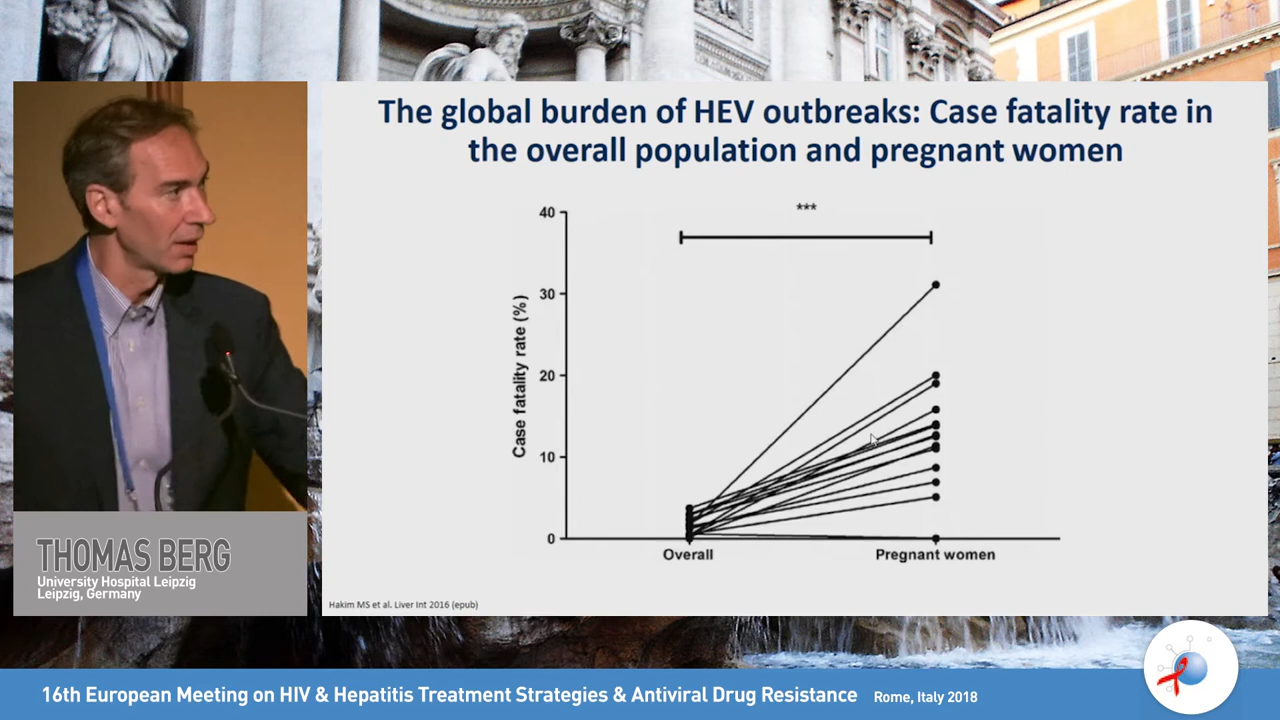 The global burden of HEV outbreaks: Case fatality rate in
the overall population and pregnant women
***
40
30
20
10
0
Case fatality rate (%)
Overall
Pregnant women
Hakim MS et al. Liver Int 2016 (epub)
THOMAS BERG
University Hospital Leipzig
Leipzig, Germany
16th European Meeting on HIV & Hepatitis Treatment Strategies & Antiviral Drug Resistance Rome, Italy 2018